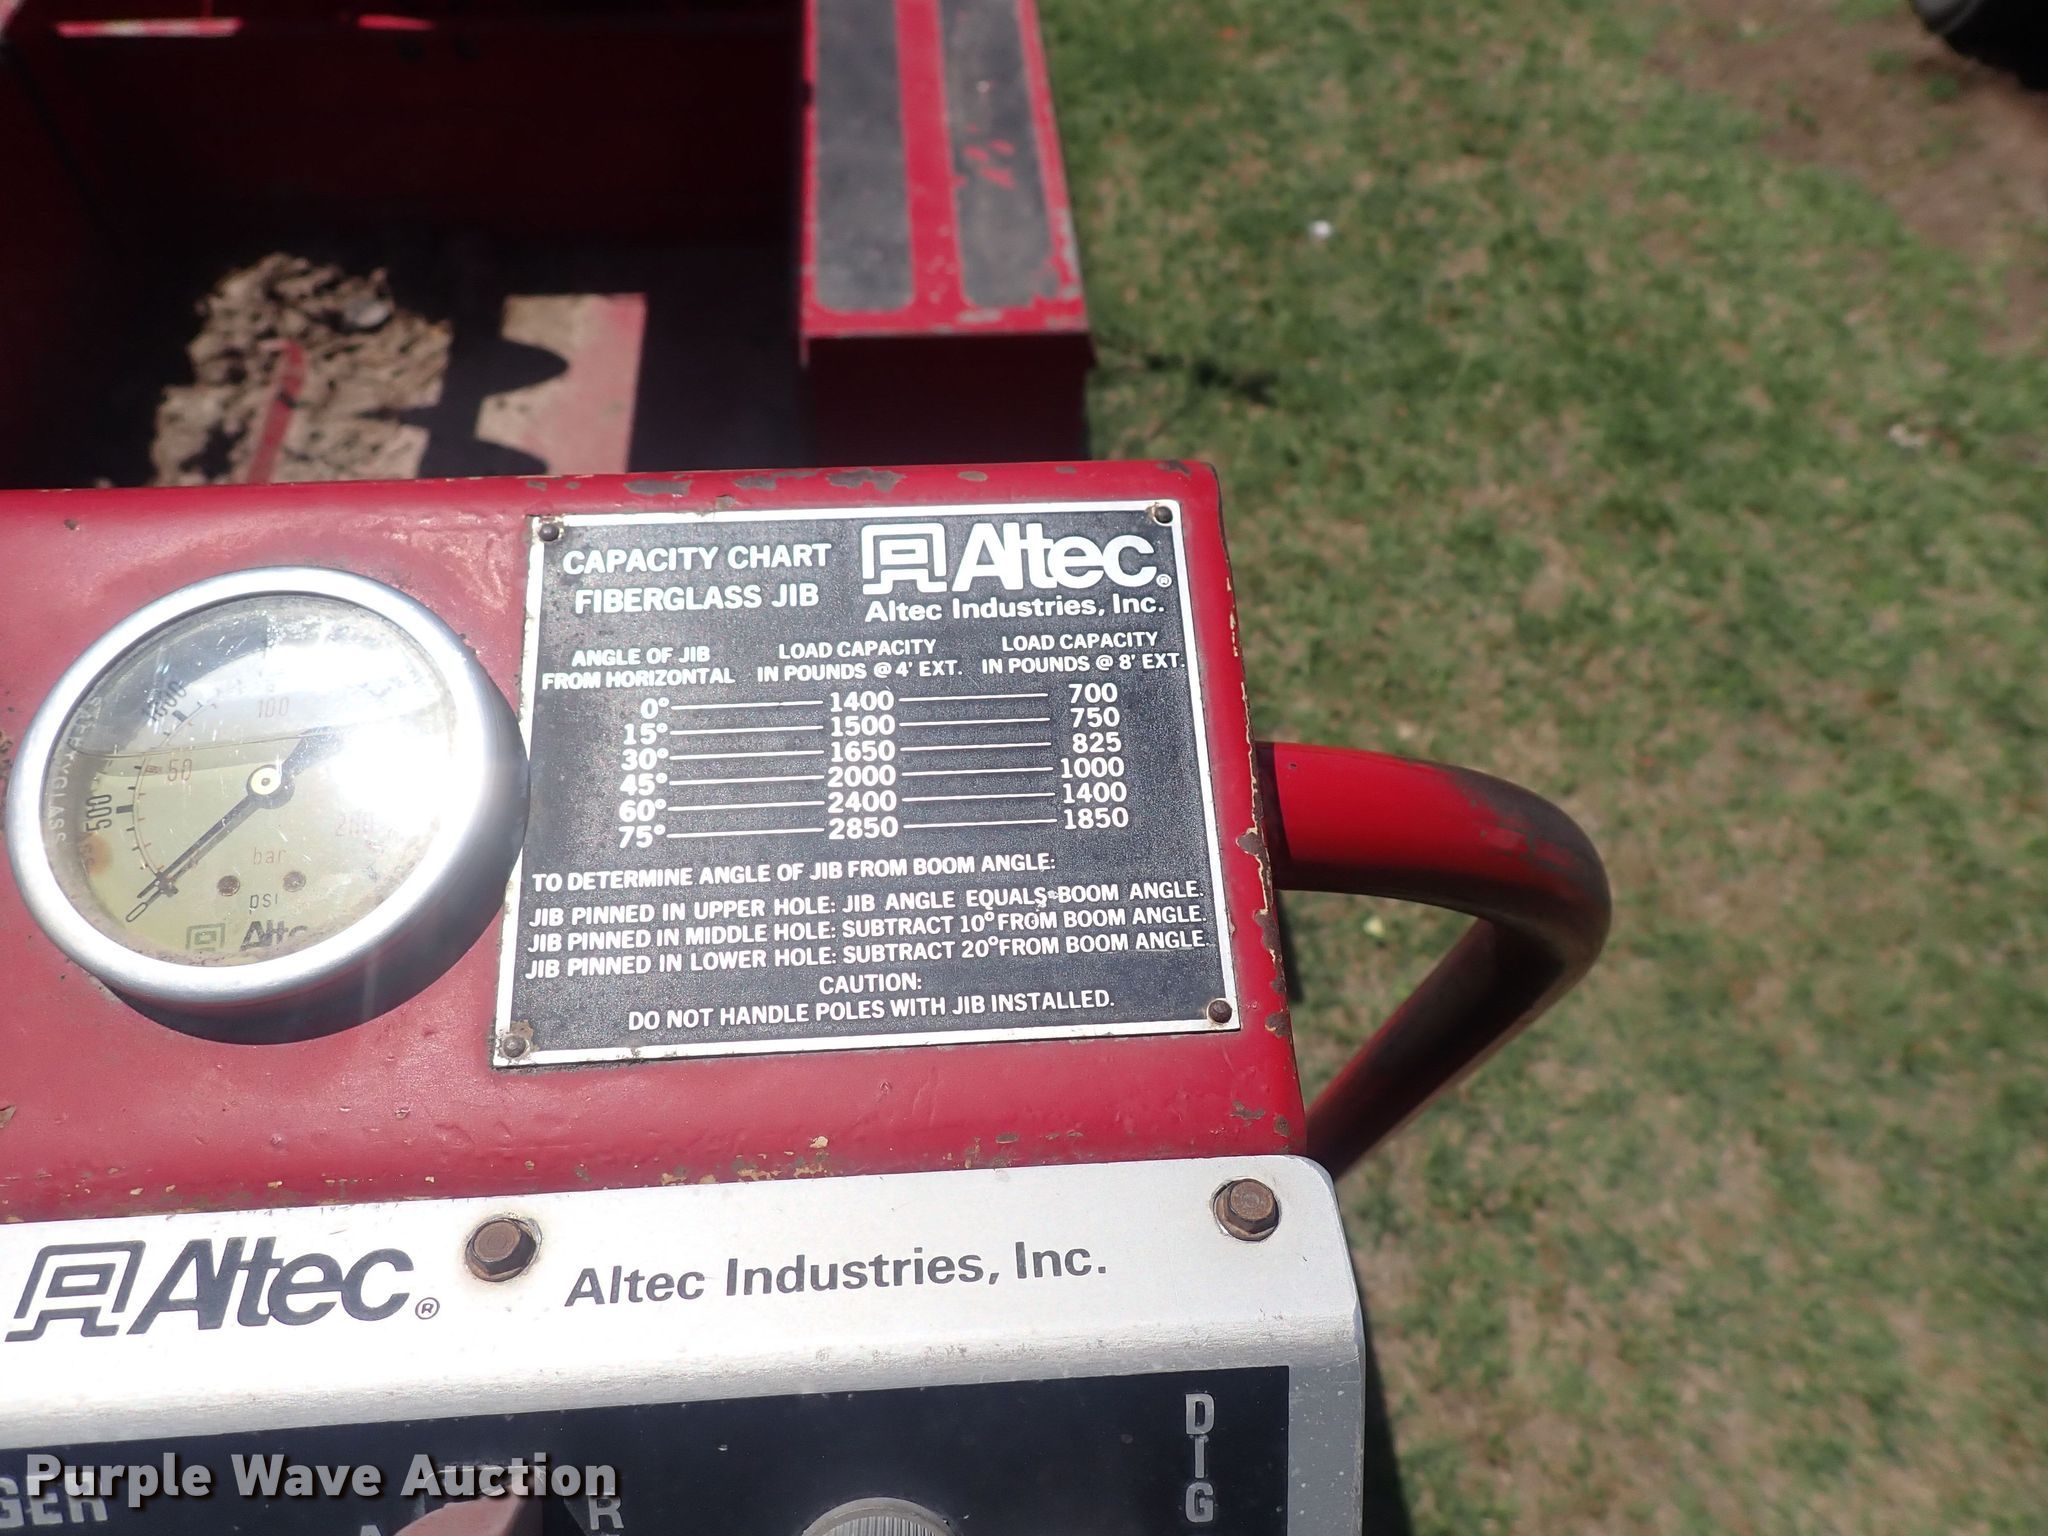 CAPACITY CHART
FIBERGLASS JIB
Altec®
Altec Industries, Inc.
ANGLE OF JIB FROM HORIZONTAL LOAD CAPACITY IN POUNDS @ 4' EXT. LOAD CAPACITY IN POUNDS @ 8' EXT.
0° 1400 700
15° 1500 750
30° 1650 825
45° 2000 1000
60° 2400 1400
75° 2850 1850
TO DETERMINE ANGLE OF JIB FROM BOOM ANGLE:
JIB PINNED IN UPPER HOLE: JIB ANGLE EQUALS BOOM ANGLE.
JIB PINNED IN MIDDLE HOLE: SUBTRACT 10° FROM BOOM ANGLE.
JIB PINNED IN LOWER HOLE: SUBTRACT 20° FROM BOOM ANGLE.
CAUTION:
DO NOT HANDLE POLES WITH JIB INSTALLED.
100
50
500
bar
psi
Altec
Altec® Altec Industries, Inc.
DIG
GER
R
Purple Wave Auction